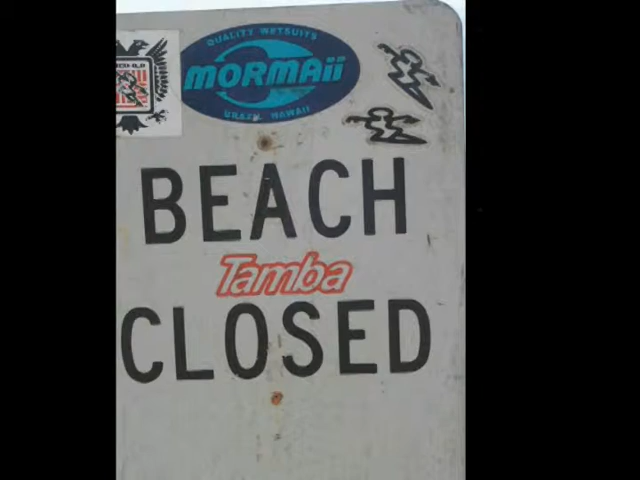 QUALITY WETSUITS
MORMAII
BRAZIL HAWAII
BEACH
Tamba
CLOSED